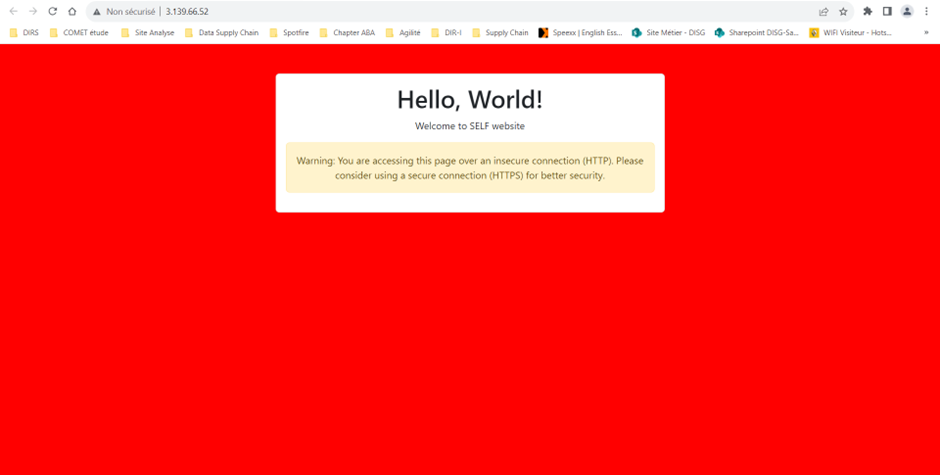 Non sécurisé | 3.139.66.52
DIRS COMET étude Site Analyse Data Supply Chain Spotfire Chapter ABA Agilité DIR-I Supply Chain Speexx | English Ess... Site Métier - DISG Sharepoint DISG-Sa... WIFI Visiteur - Hots... »
Hello, World!
Welcome to SELF website
Warning: You are accessing this page over an insecure connection (HTTP). Please
consider using a secure connection (HTTPS) for better security.